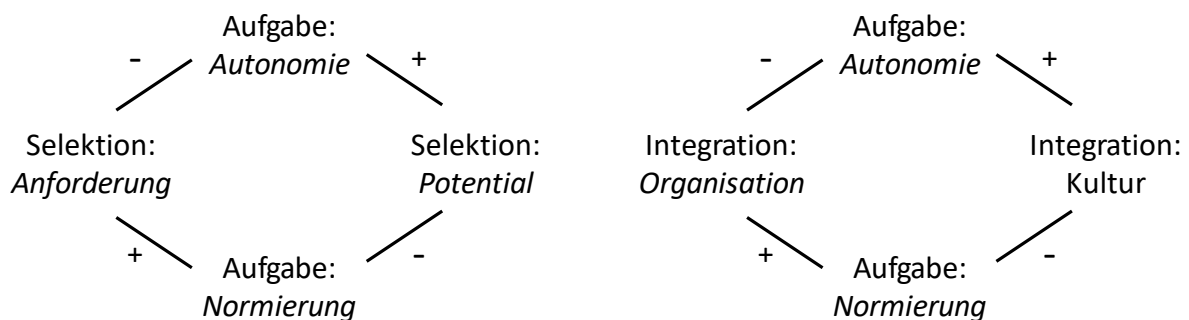 Aufgabe:
Autonomie
-
+
Selektion:
Anforderung
Selektion:
Potential
+
-
Aufgabe:
Normierung
Aufgabe:
Autonomie
-
+
Integration:
Organisation
Integration:
Kultur
+
-
Aufgabe:
Normierung